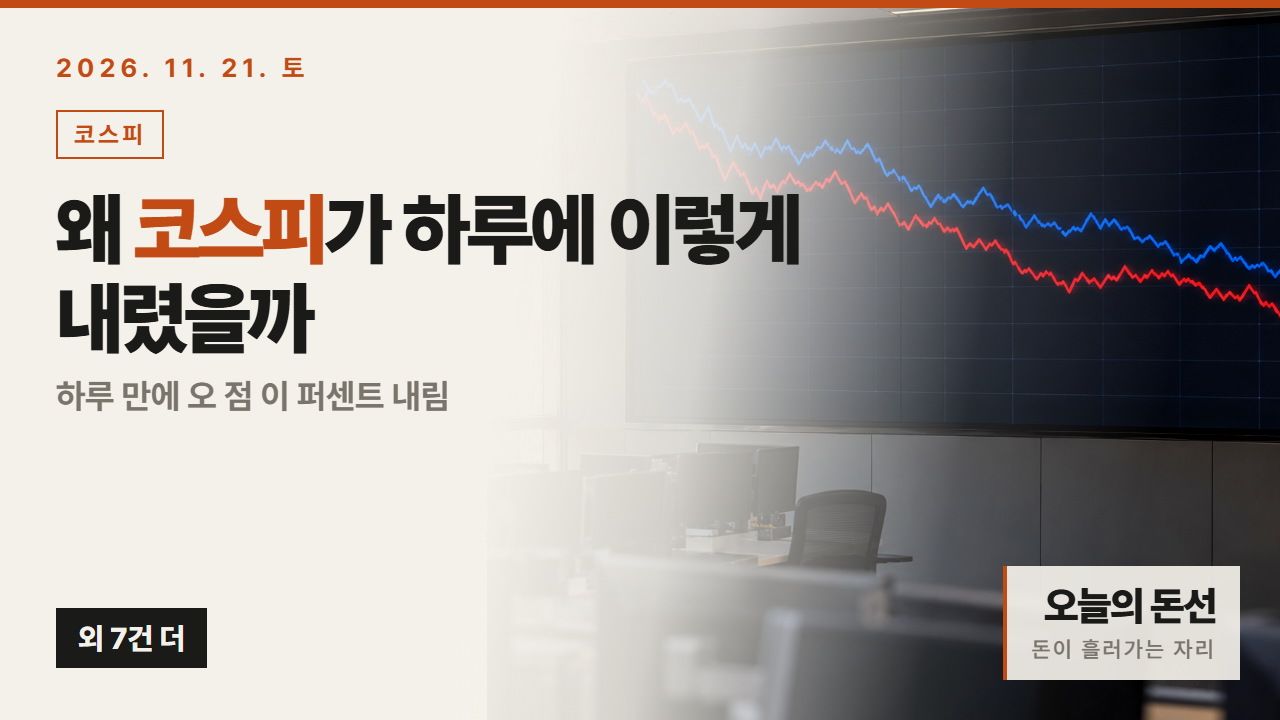 2026. 11. 21. 토
코스피
왜 코스피가 하루에 이렇게
내렸을까
하루 만에 오 점 이 퍼센트 내림
외 7건 더
오늘의 돈선
돈이 흘러가는 자리